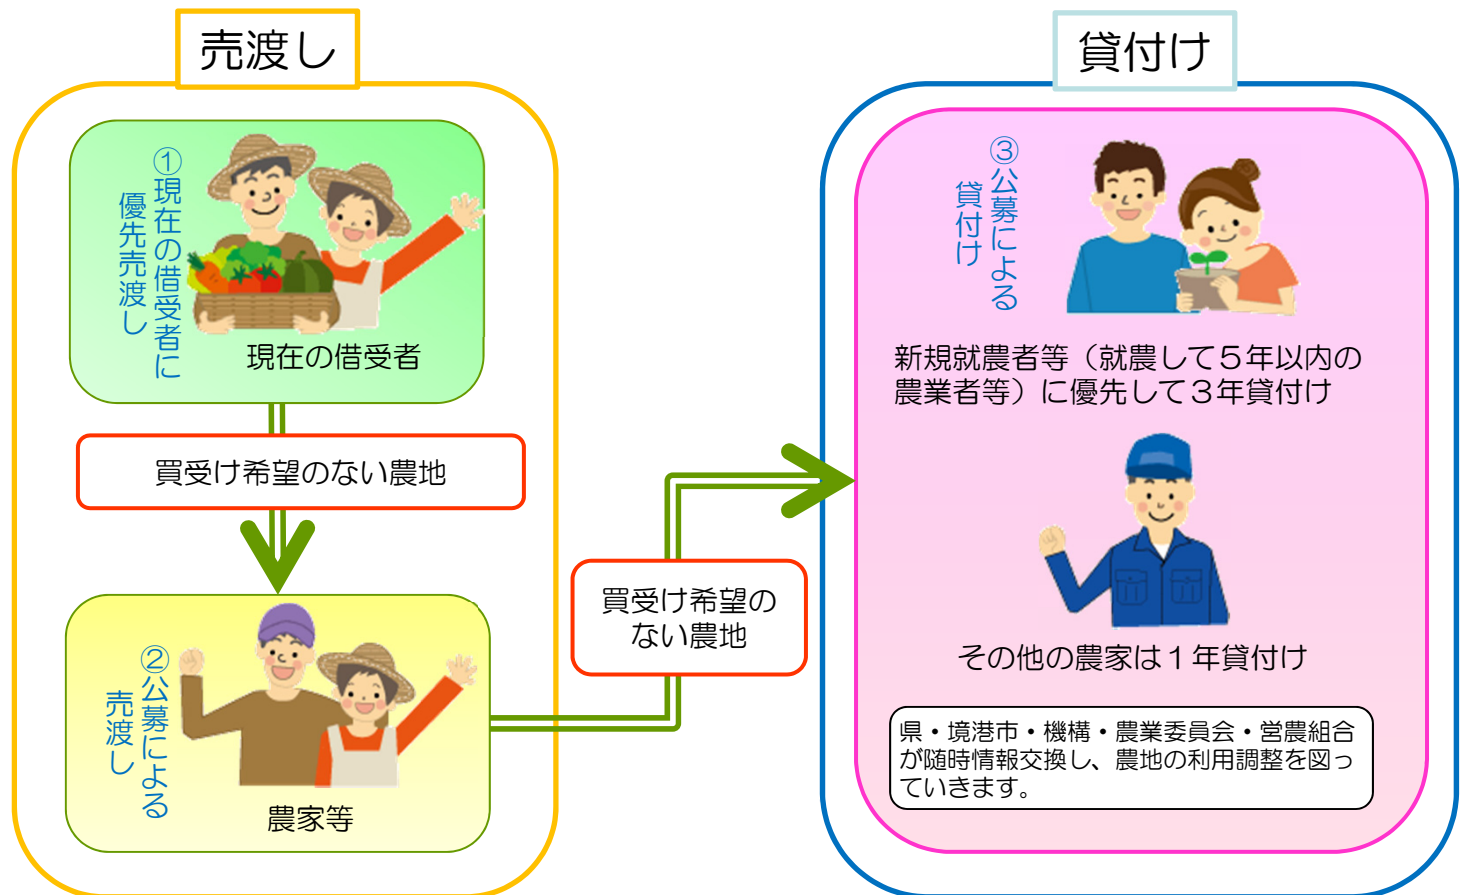 売渡し
①現在の借受者に
優先売渡し
現在の借受者
買受け希望のない農地
②公募による
売渡し
農家等
買受け希望の
ない農地
貸付け
③公募による
貸付け
新規就農者等（就農して５年以内の
農業者等）に優先して３年貸付け
その他の農家は１年貸付け
県・境港市・機構・農業委員会・営農組合
が随時情報交換し、農地の利用調整を図っ
ていきます。